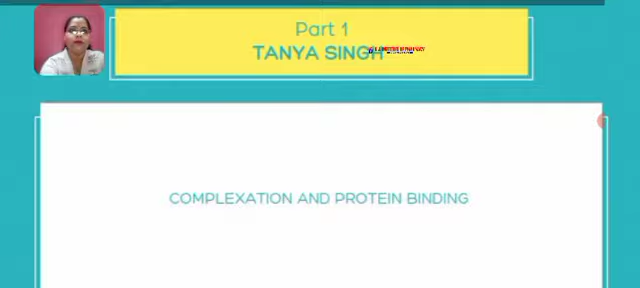 Part 1
TANYA SINGH
COMPLEXATION AND PROTEIN BINDING